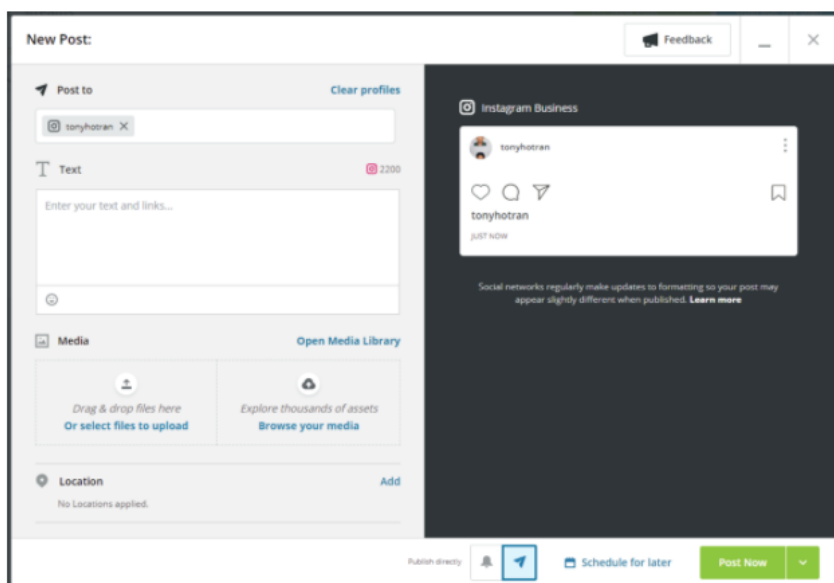 New Post:
Feedback
Post to
Clear profiles
tonyhotran
Text
2200
Enter your text and links...
Media
Open Media Library
Drag & drop files here
Or select files to upload
Explore thousands of assets
Browse your media
Location
Add
No Locations applied.
Instagram Business
tonyhotran
tonyhotran
JUST NOW
Social networks regularly make updates to formatting so your post may
appear slightly different when published. Learn more
Publish directly
Schedule for later
Post Now